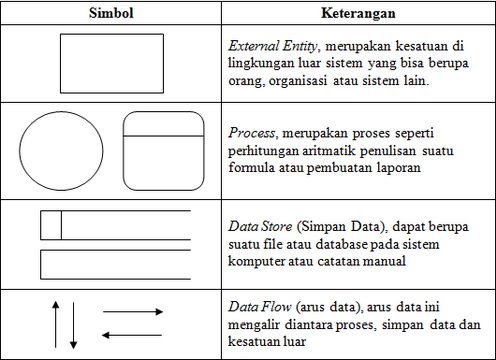 Simbol
Keterangan
External Entity, merupakan kesatuan di
lingkungan luar sistem yang bisa berupa
orang, organisasi atau sistem lain.
Process, merupakan proses seperti
perhitungan aritmatik penulisan suatu
formula atau pembuatan laporan
Data Store (Simpan Data), dapat berupa
suatu file atau database pada sistem
komputer atau catatan manual
Data Flow (arus data), arus data ini
mengalir diantara proses, simpan data dan
kesatuan luar